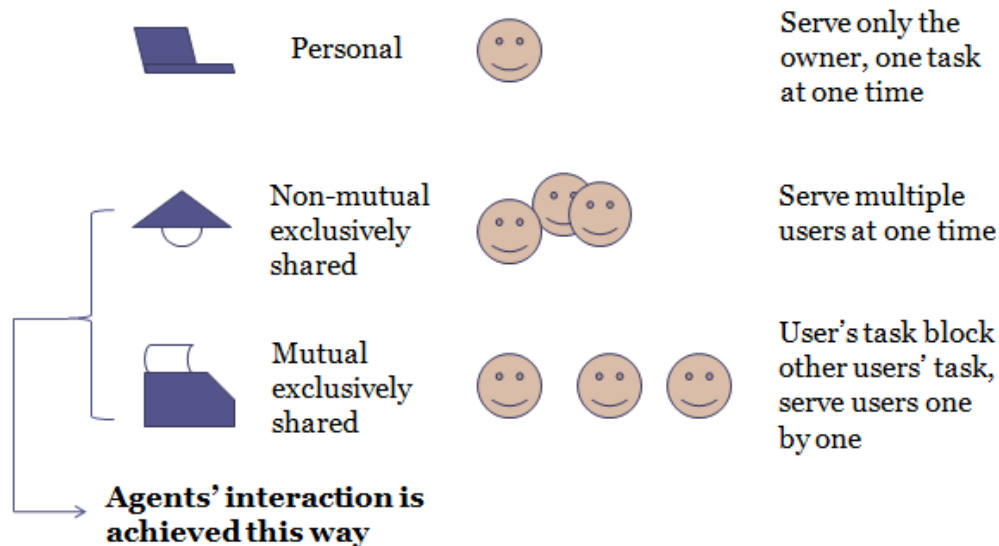 Personal
Serve only the
owner, one task
at one time
Non-mutual
exclusively
shared
Serve multiple
users at one time
Mutual
exclusively
shared
User’s task block
other users’ task,
serve users one
by one
Agents’ interaction is
achieved this way